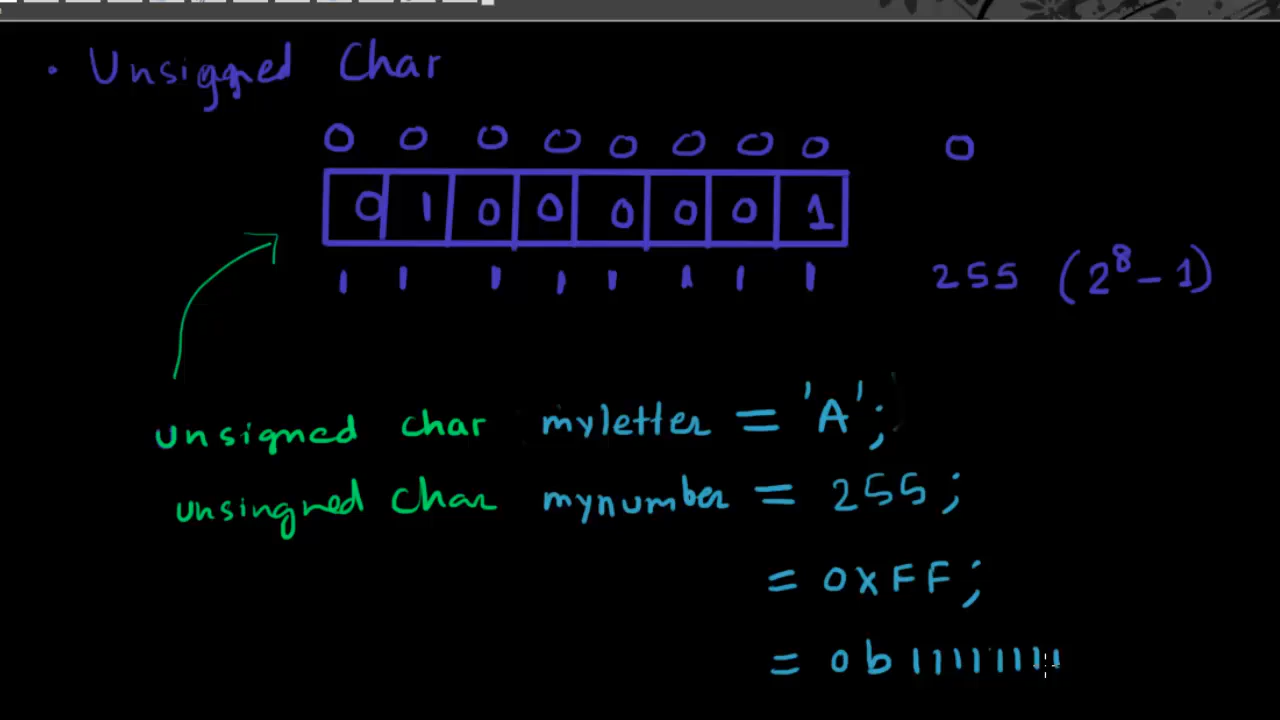 • Unsigned Char
0 0 0 0 0 0 0 0 0
0 1 0 0 0 0 0 1
1 1 1 1 1 1 1 1 255 (2⁸ - 1)
unsigned char myletter = 'A';
unsingned char mynumber = 255;
= 0xFF;
= 0b11111111